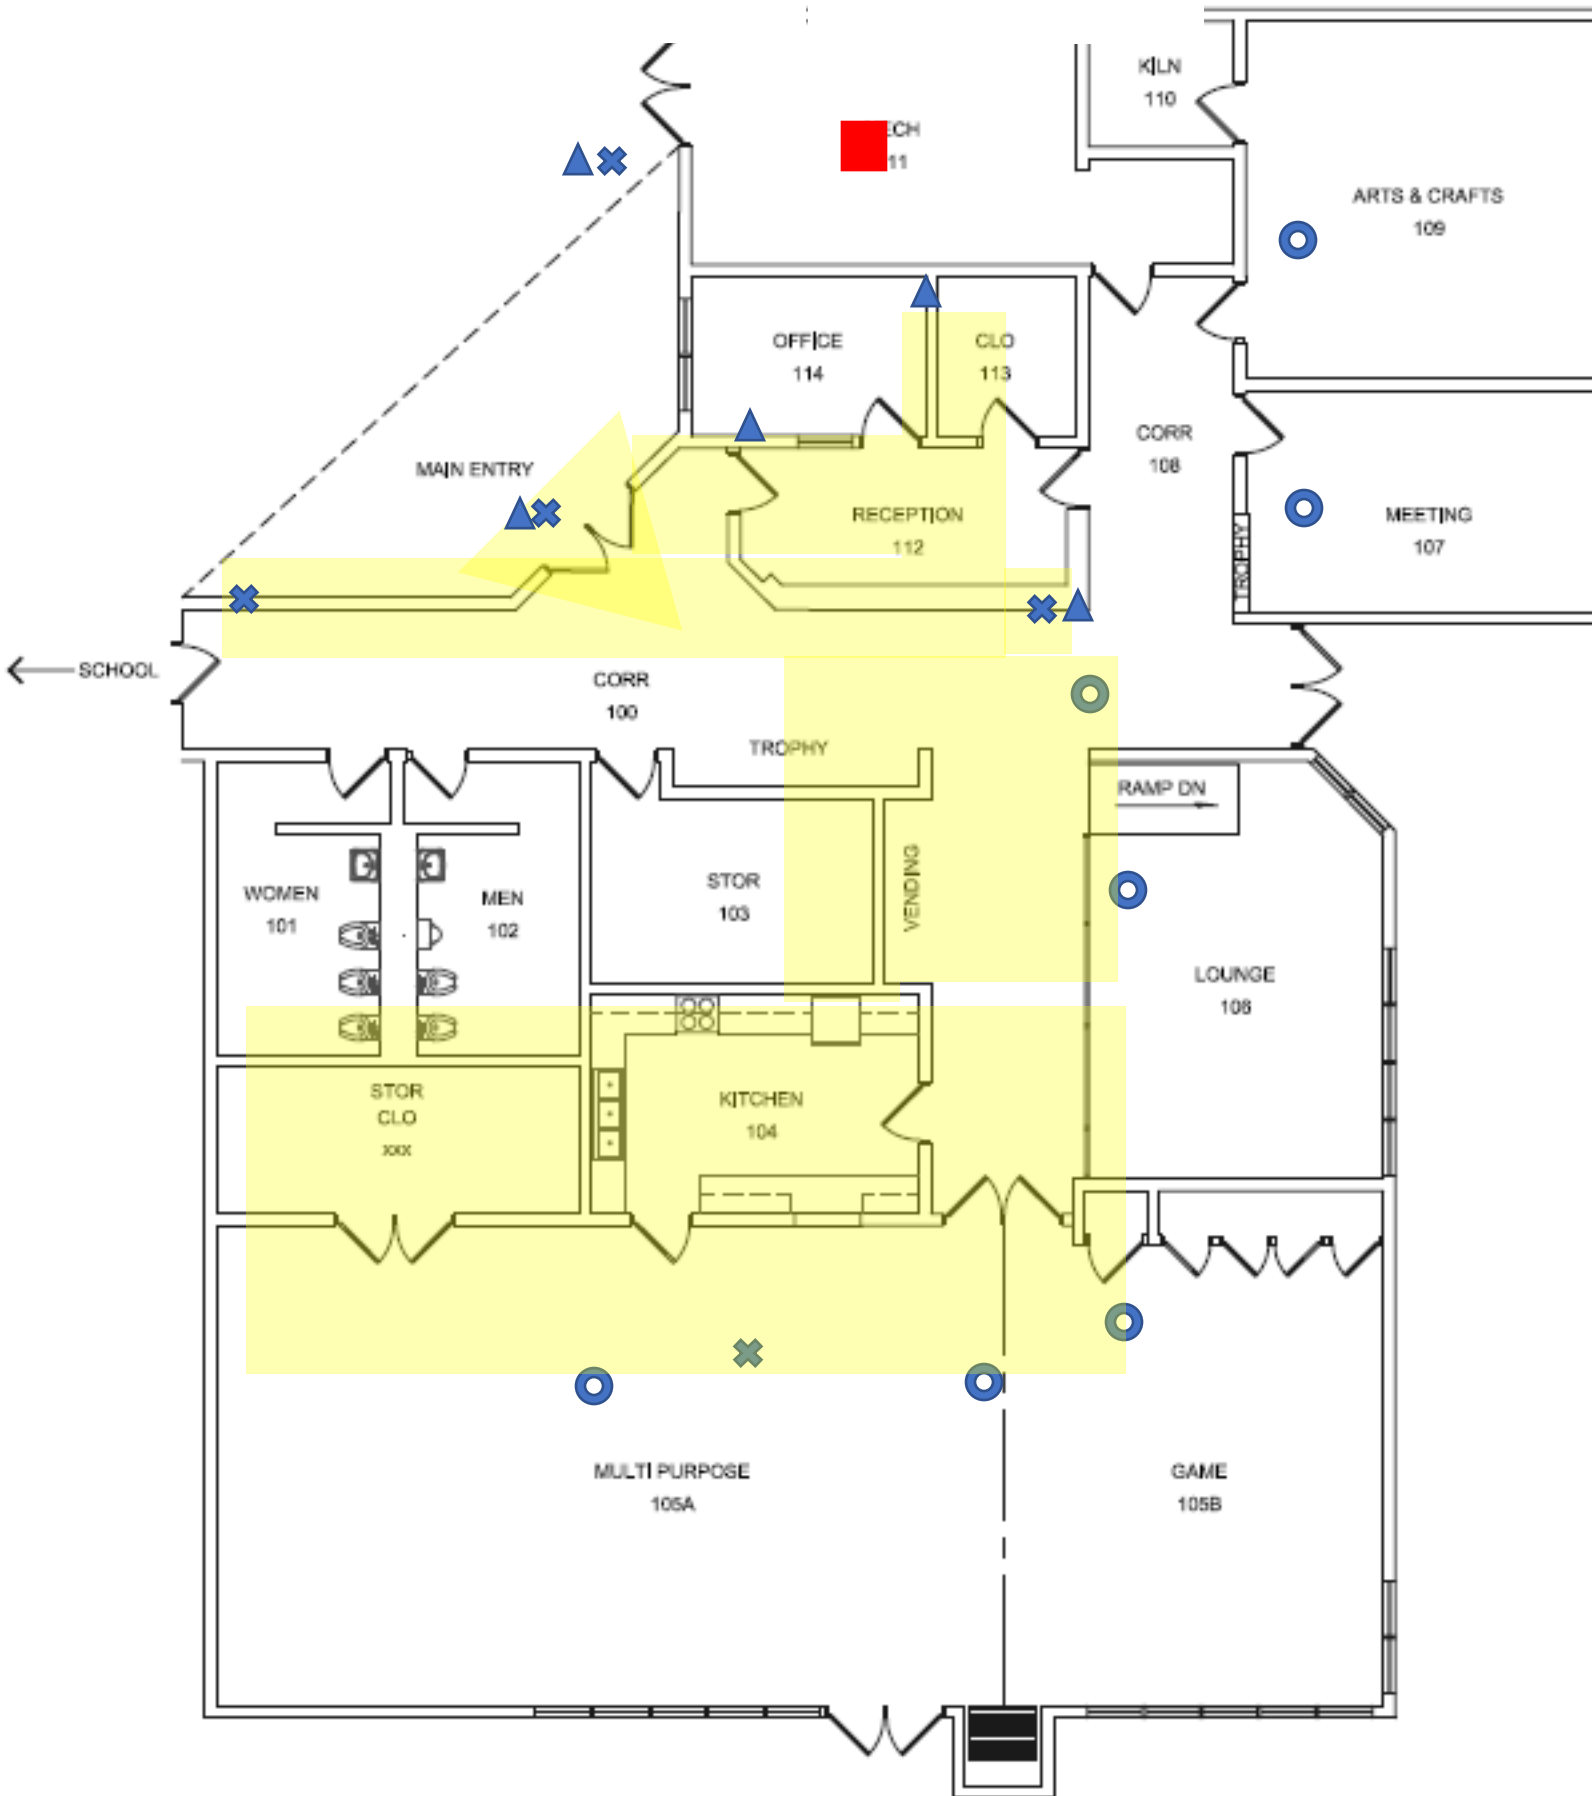 KILN
110
ECH
11
ARTS & CRAFTS
109
OFFICE
114
CLO
113
CORR
108
MAIN ENTRY
RECEPTION
112
MEETING
107
TROPHY
SCHOOL
CORR
100
TROPHY
RAMP DN
WOMEN
101
MEN
102
STOR
103
VENDING
LOUNGE
106
STOR
CLO
xxx
KITCHEN
104
MULTI PURPOSE
105A
GAME
105B